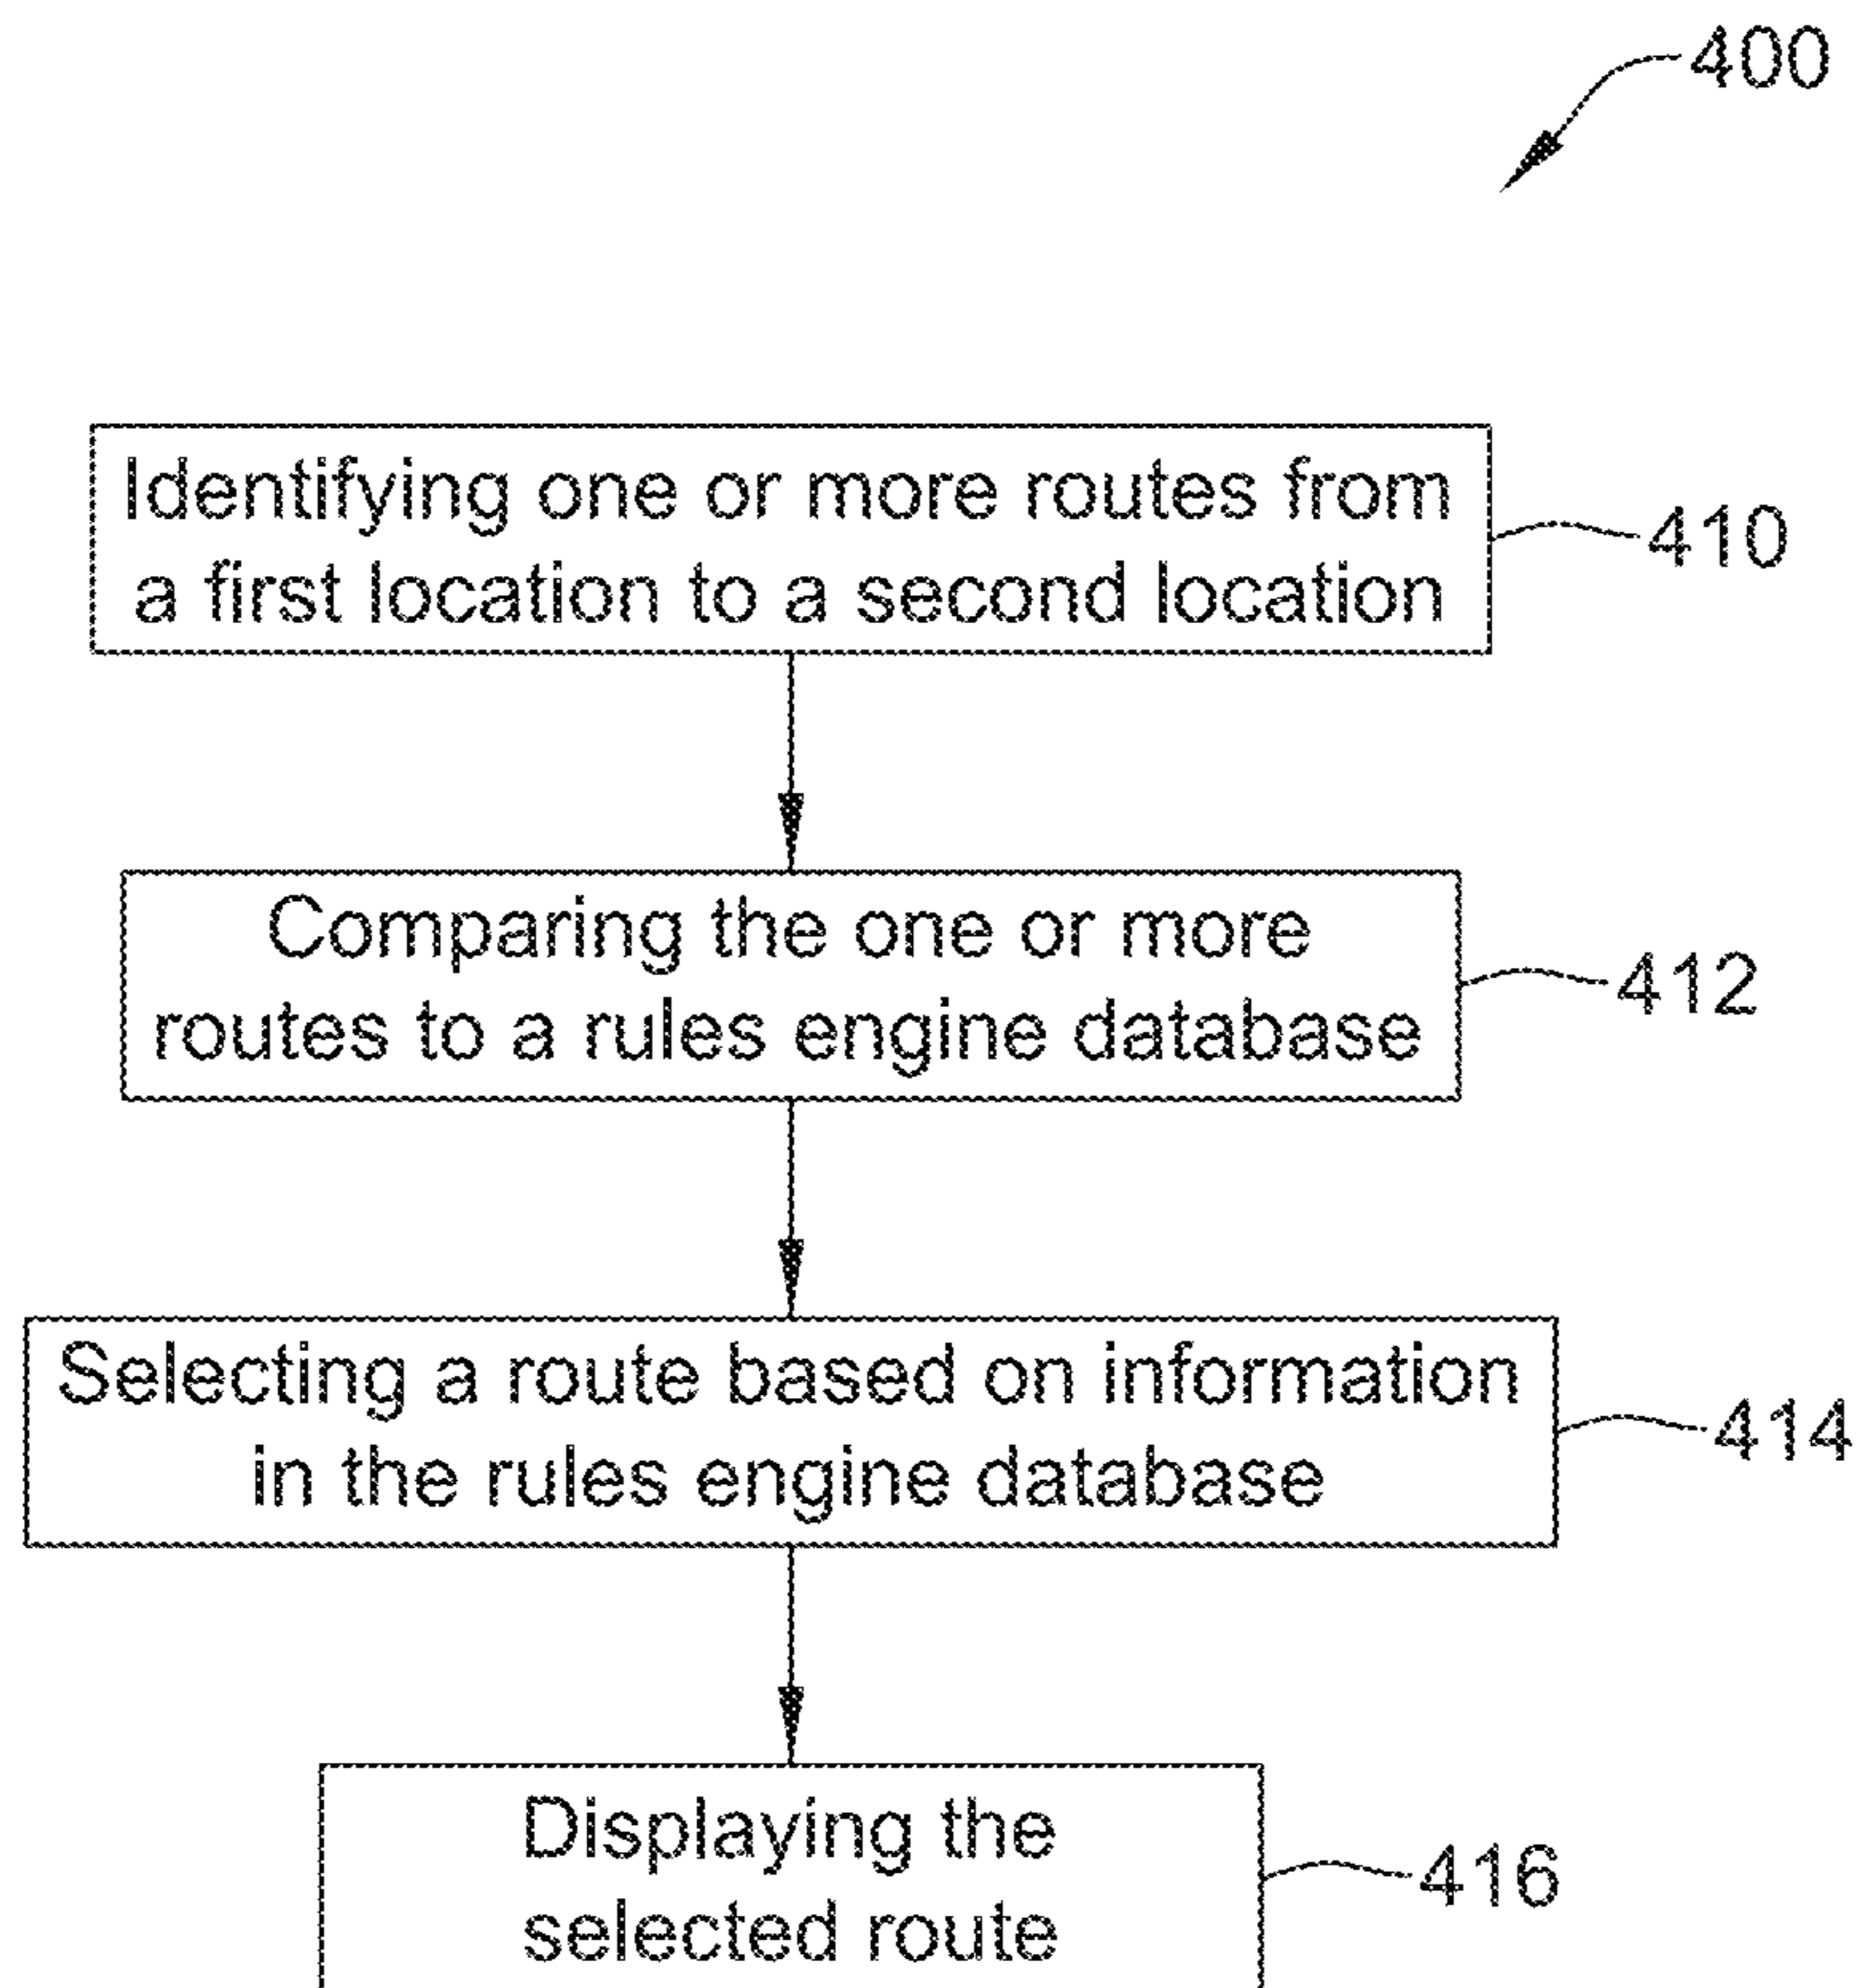 400
Identifying one or more routes from
a first location to a second location
410
Comparing the one or more
routes to a rules engine database
412
Selecting a route based on information
in the rules engine database
414
Displaying the
selected route
416